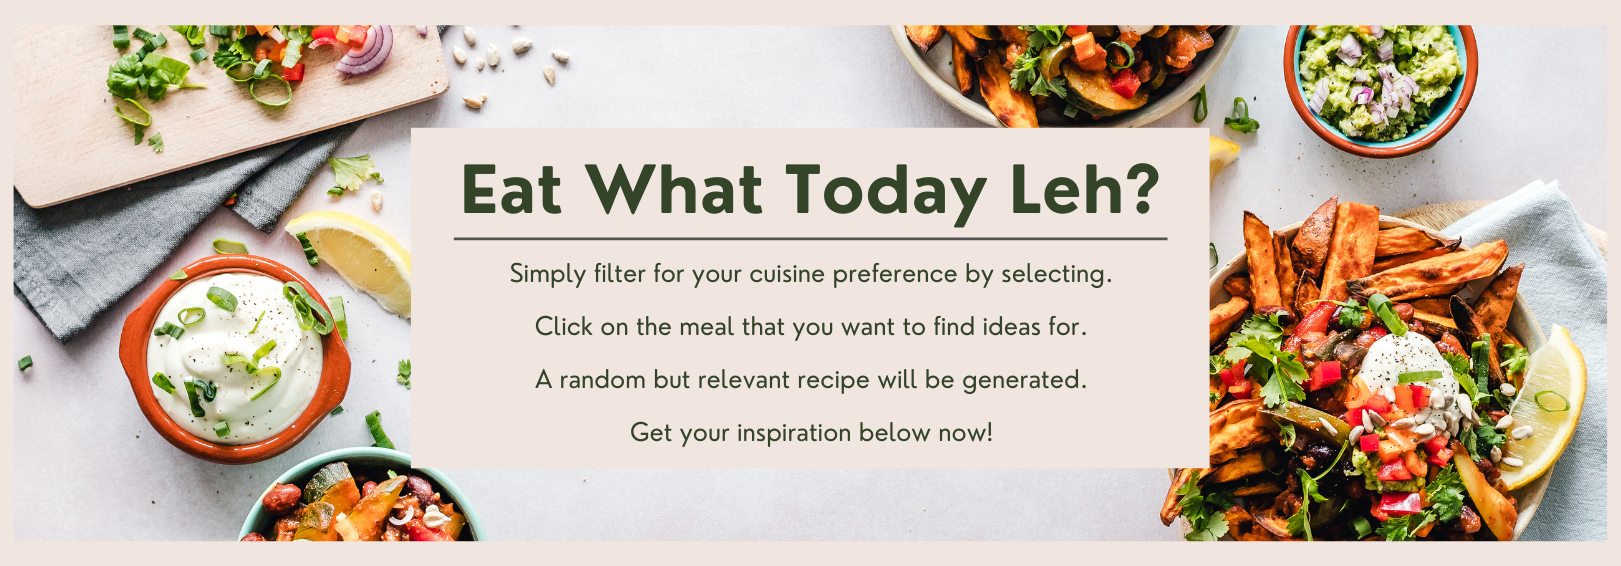 Eat What Today Leh?
Simply filter for your cuisine preference by selecting.
Click on the meal that you want to find ideas for.
A random but relevant recipe will be generated.
Get your inspiration below now!